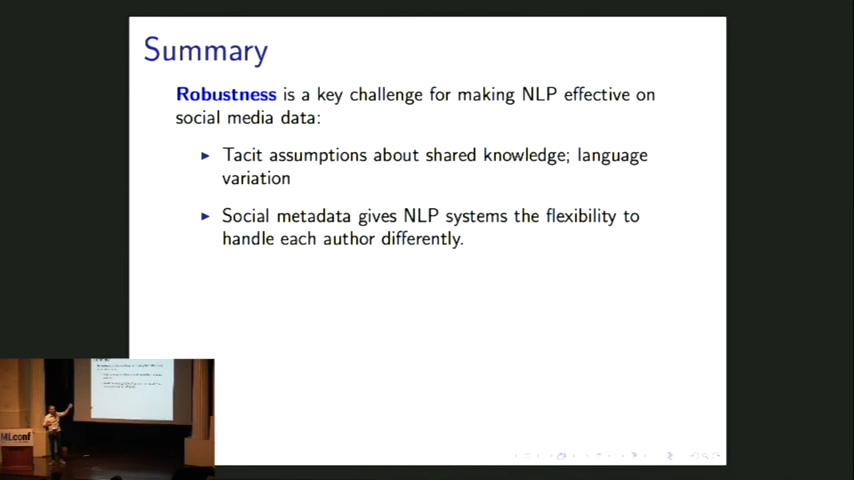 Summary
Robustness is a key challenge for making NLP effective on
social media data:
Tacit assumptions about shared knowledge; language
variation
Social metadata gives NLP systems the flexibility to
handle each author differently.
MLconf